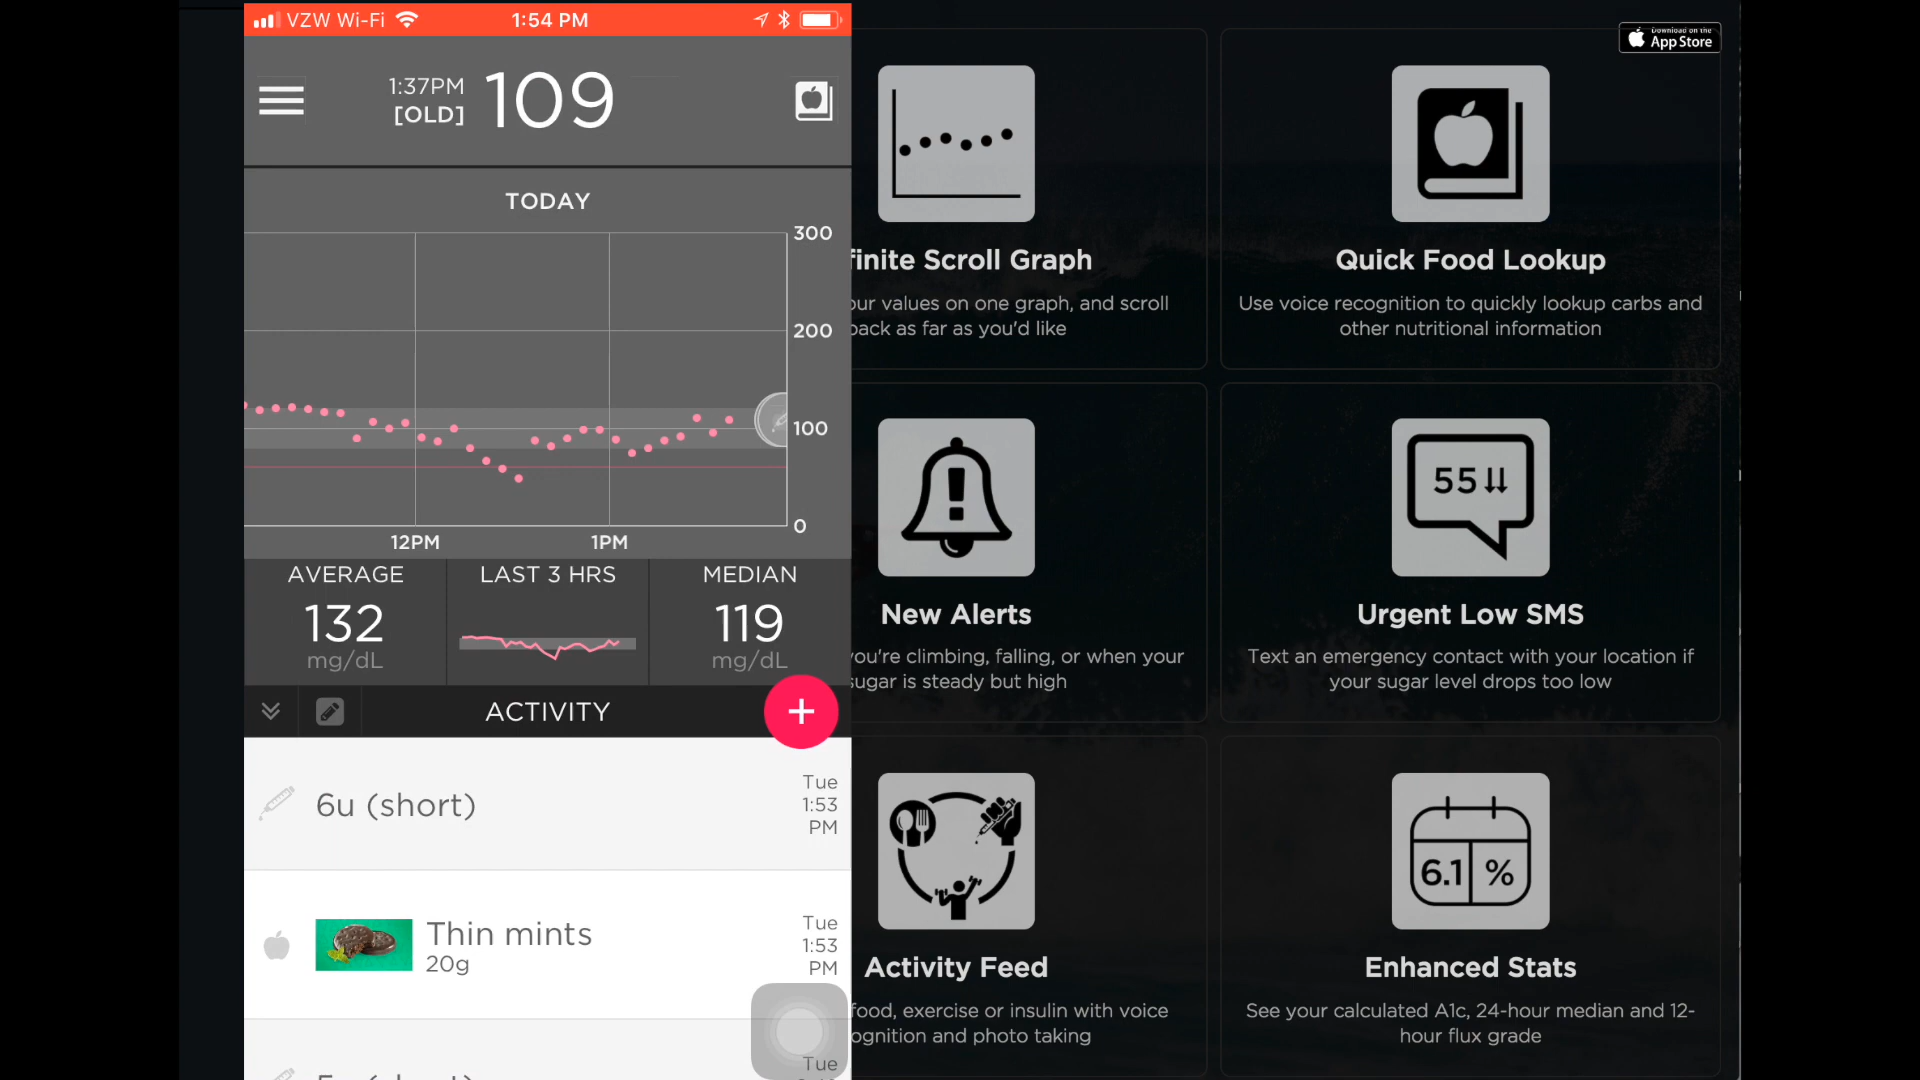 VZW Wi-Fi
1:54 PM
1:37PM
[OLD]
109
TODAY
300
200
100
0
12PM
1PM
AVERAGE
132
mg/dL
LAST 3 HRS
MEDIAN
119
mg/dL
ACTIVITY
6u (short)
Tue
1:53
PM
Thin mints
20g
Tue
1:53
PM
Tue
Download on the
App Store
finite Scroll Graph
our values on one graph, and scroll
back as far as you'd like
Quick Food Lookup
Use voice recognition to quickly lookup carbs and
other nutritional information
New Alerts
you're climbing, falling, or when your
sugar is steady but high
55
Urgent Low SMS
Text an emergency contact with your location if
your sugar level drops too low
Activity Feed
food, exercise or insulin with voice
ognition and photo taking
6.1 %
Enhanced Stats
See your calculated A1c, 24-hour median and 12-
hour flux grade